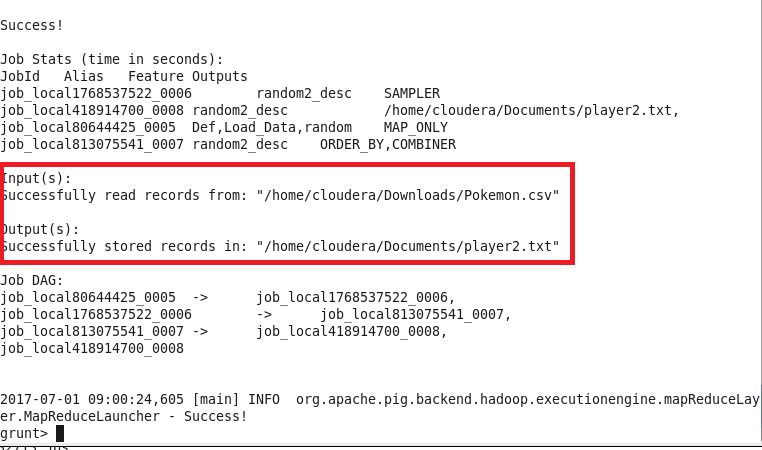 Success!
Job Stats (time in seconds):
JobId Alias Feature Outputs
job_local1768537522_0006 random2_desc SAMPLER
job_local418914700_0008 random2_desc /home/cloudera/Documents/player2.txt,
job_local80644425_0005 Def,Load_Data,random MAP_ONLY
job_local813075541_0007 random2_desc ORDER_BY,COMBINER
Input(s):
Successfully read records from: "/home/cloudera/Downloads/Pokemon.csv"
Output(s):
Successfully stored records in: "/home/cloudera/Documents/player2.txt"
Job DAG:
job_local80644425_0005 -> job_local1768537522_0006,
job_local1768537522_0006 -> job_local813075541_0007,
job_local813075541_0007 -> job_local418914700_0008,
job_local418914700_0008
2017-07-01 09:00:24,605 [main] INFO org.apache.pig.backend.hadoop.executionengine.mapReduceLay
er.MapReduceLauncher - Success!
grunt>